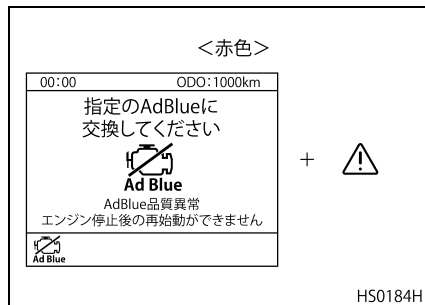 <赤色>
00:00 ODO:1000km
指定のAdBlueに
交換してください
Ad Blue
AdBlue品質異常
エンジン停止後の再始動ができません
Ad Blue
+
HS0184H